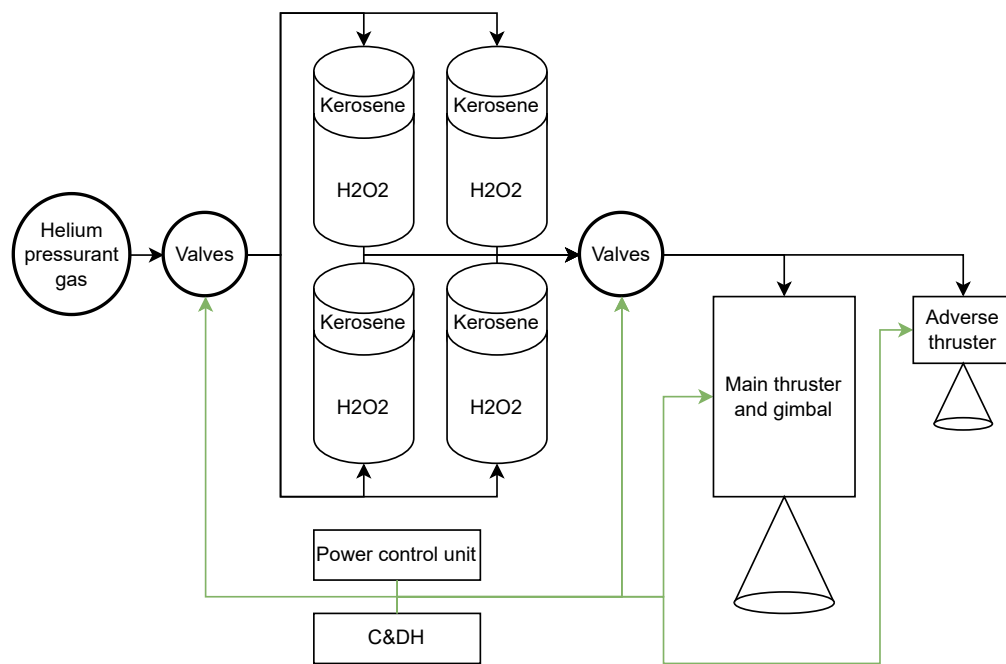 Kerosene
Kerosene
H2O2
H2O2
Helium
pressurant
gas
Valves
Valves
Kerosene
Kerosene
H2O2
H2O2
Adverse
thruster
Main thruster
and gimbal
Power control unit
C&DH